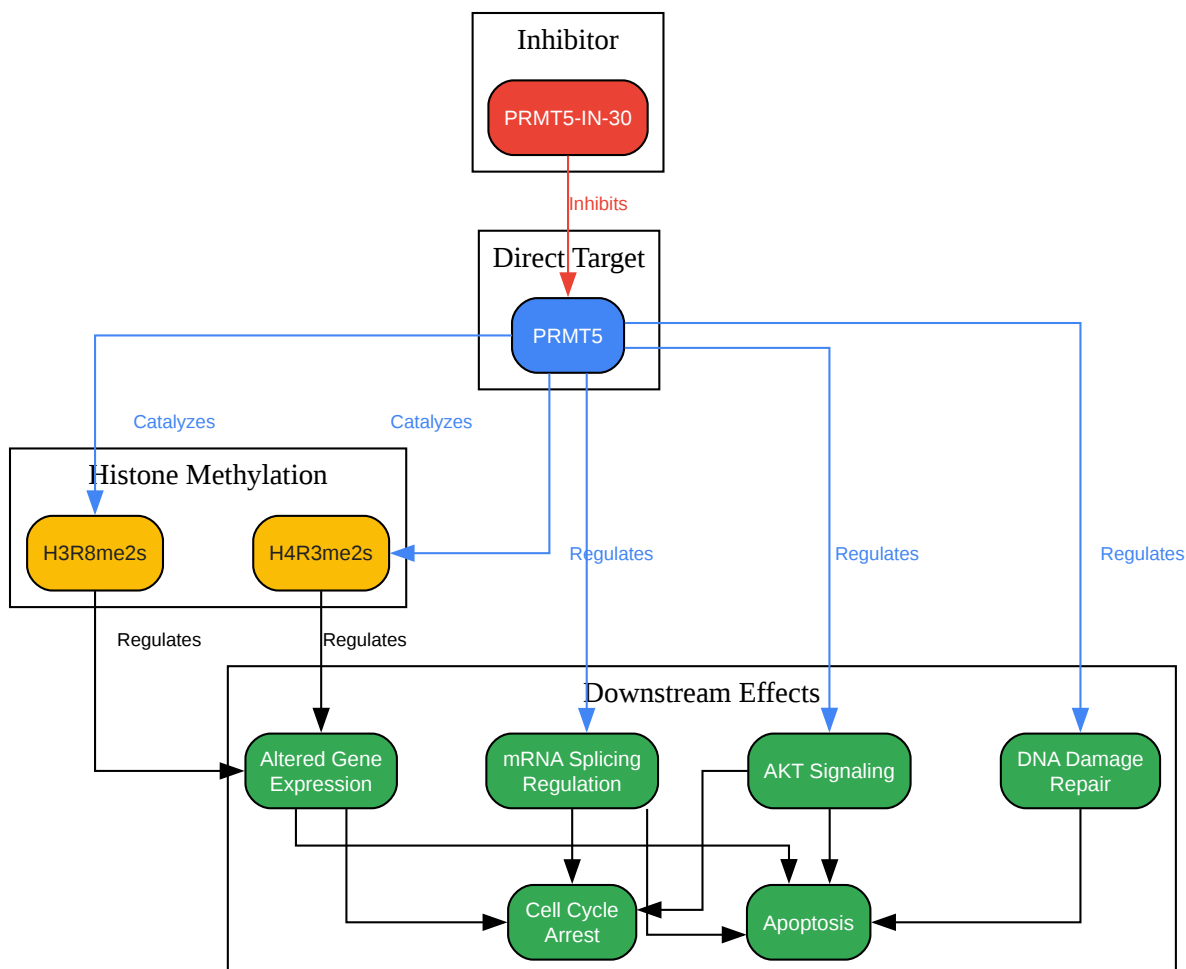 Inhibitor
PRMT5-IN-30
Inhibits
Direct Target
PRMT5
Catalyzes
Catalyzes
Histone Methylation
H3R8me2s
H4R3me2s
Regulates
Regulates
Regulates
Regulates
Regulates
Downstream Effects
Altered Gene
Expression
mRNA Splicing
Regulation
AKT Signaling
DNA Damage
Repair
Cell Cycle
Arrest
Apoptosis